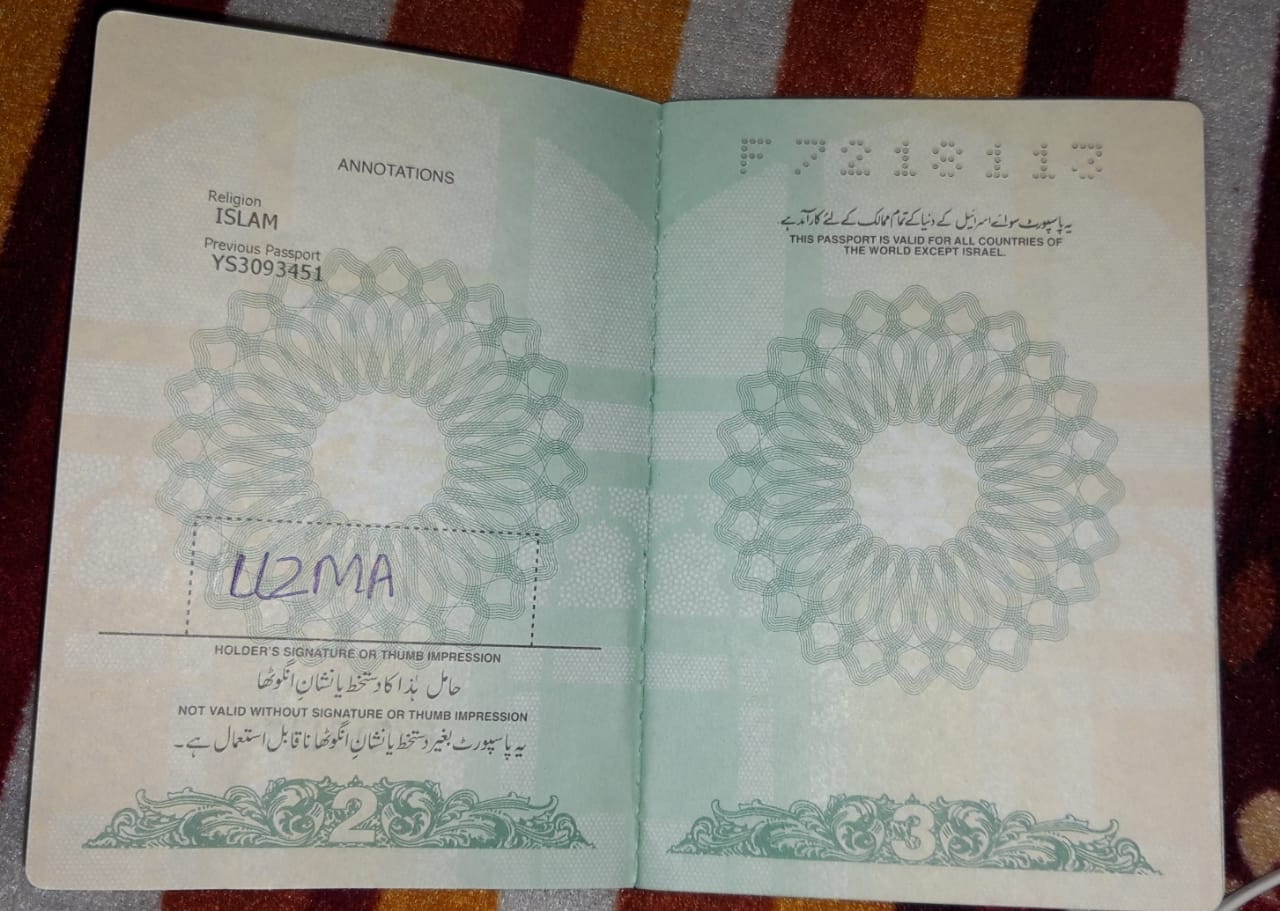 ANNOTATIONS
Religion
ISLAM
Previous Passport
YS3093451
UZMA
HOLDER'S SIGNATURE OR THUMB IMPRESSION
حامل ہٰذا کا دستخط یا نشانِ انگوٹھا
NOT VALID WITHOUT SIGNATURE OR THUMB IMPRESSION
یہ پاسپورٹ بغیر دستخط یا نشانِ انگوٹھا ناقابل استعمال ہے۔
2
F7218113
یہ پاسپورٹ سوائے اسرائیل کے دنیا کے تمام ممالک کے لئے کارآمد ہے۔
THIS PASSPORT IS VALID FOR ALL COUNTRIES OF
THE WORLD EXCEPT ISRAEL.
3